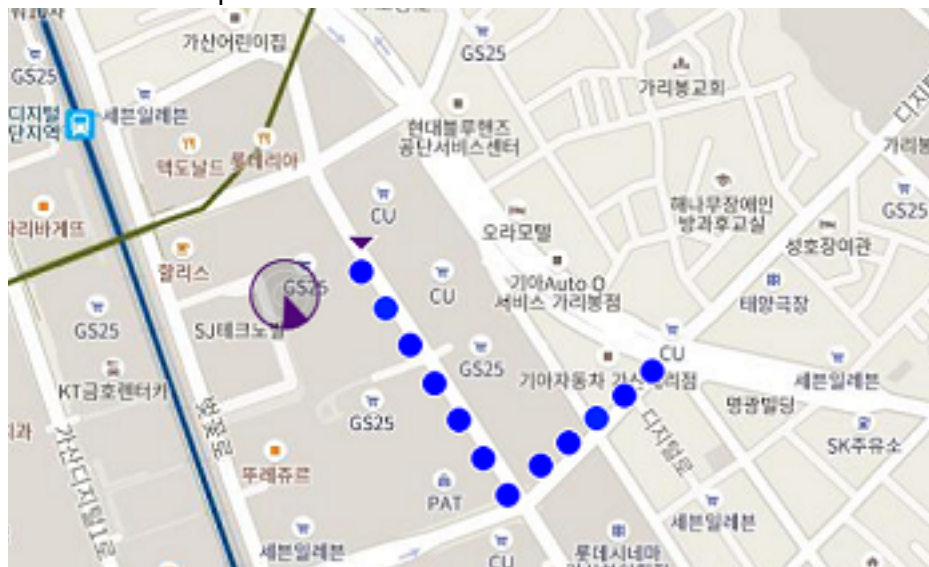 가산어린이집
GS25
GS25
가리봉교회
디지털
단지역
세븐일레븐
현대블루핸즈
공단서비스센터
맥도날드
롯데리아
가리봉
CU
해나무장애인
방과후교실
GS25
파리바게뜨
오라모텔
성호장여관
할리스
GS25
CU
기아Auto Q
서비스 가리봉점
태양극장
GS25
SJ테크노빌
CU
GS25
KT금호렌터카
기아자동차
세븐일레븐
명광빌딩
벚꽃로
GS25
디지털로
SK주유소
가산디지털1로
뚜레쥬르
PAT
세븐일레븐
세븐일레븐
CU
롯데시네마